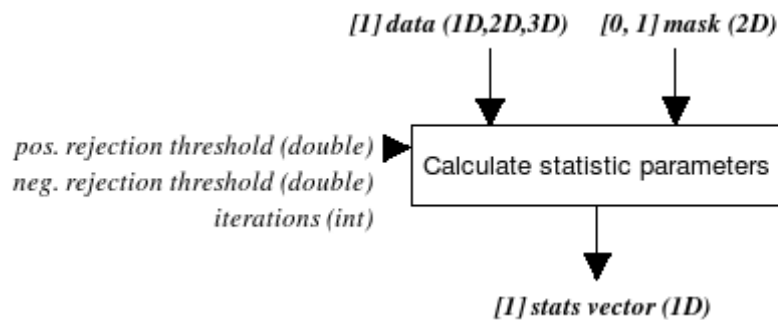 [1] data (1D,2D,3D) [0, 1] mask (2D)
pos. rejection threshold (double)
neg. rejection threshold (double)
iterations (int)
Calculate statistic parameters
[1] stats vector (1D)